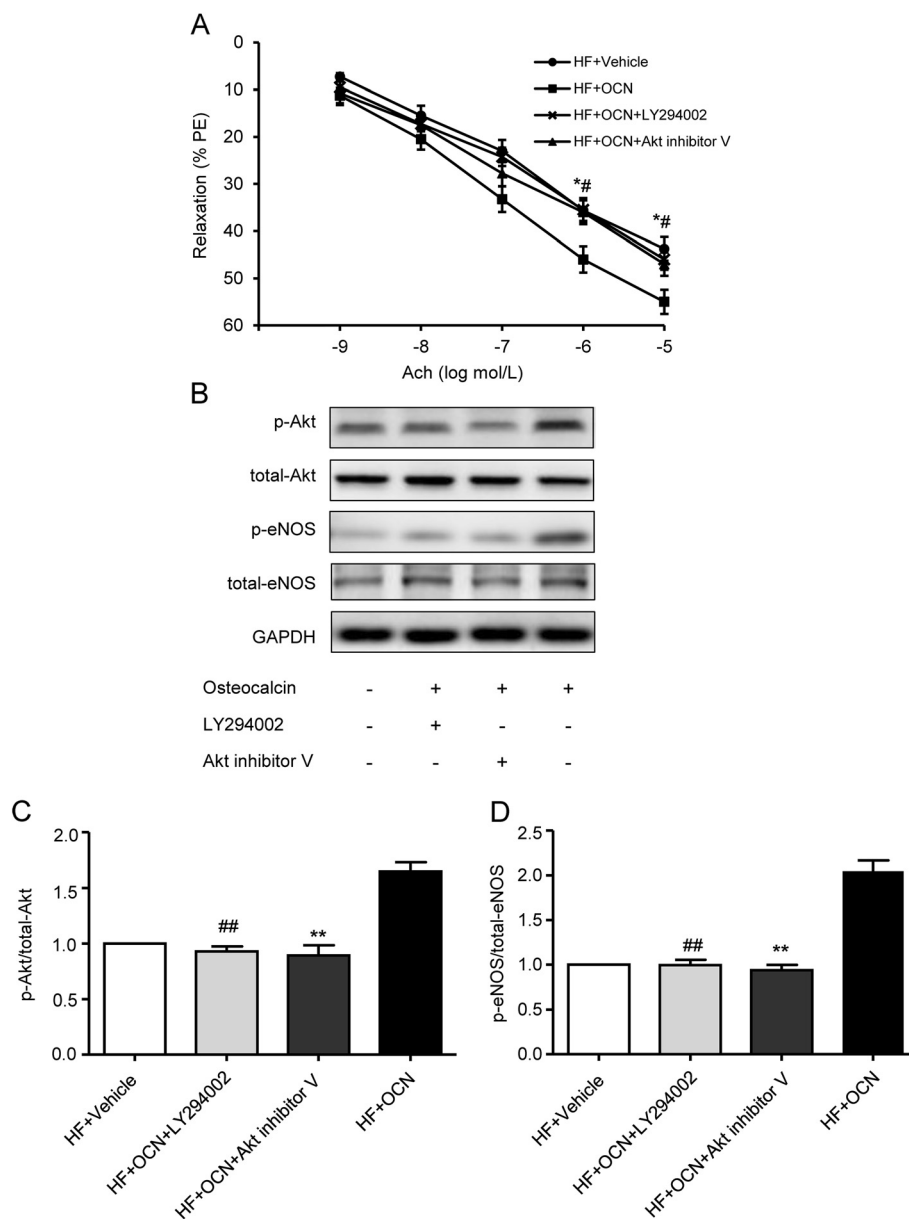 A
0
10
20
30
40
50
60
Relaxation (% PE)
HF+Vehicle
HF+OCN
HF+OCN+LY294002
HF+OCN+Akt inhibitor V
*#
*#
-9 -8 -7 -6 -5
Ach (log mol/L)
B
p-Akt
total-Akt
p-eNOS
total-eNOS
GAPDH
Osteocalcin - + + +
LY294002 - + - -
Akt inhibitor V - - + -
C
2.0
1.5
1.0
0.5
0.0
p-Akt/total-Akt
##
**
HF+Vehicle
HF+OCN+LY294002
HF+OCN+Akt inhibitor V
HF+OCN
D
2.5
2.0
1.5
1.0
0.5
0.0
p-eNOS/total-eNOS
##
**
HF+Vehicle
HF+OCN+LY294002
HF+OCN+Akt inhibitor V
HF+OCN